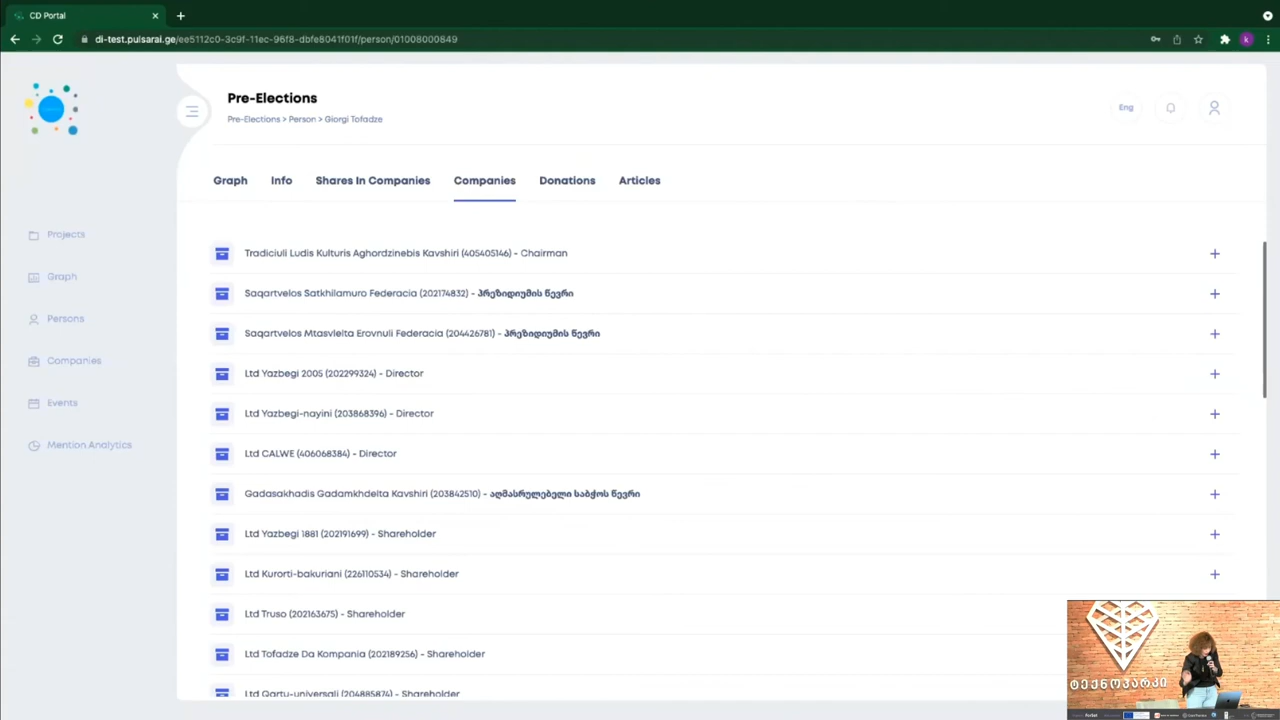 CD Portal
di-test.pulsarai.ge/ee5112c0-3c9f-11ec-96f8-dbfe8041f01f/person/01008000849
Pre-Elections
Pre-Elections > Person > Giorgi Tofadze
Eng
Graph Info Shares In Companies Companies Donations Articles
Projects
Graph
Persons
Companies
Events
Mention Analytics
Tradiciuli Ludis Kulturis Aghordzinebis Kavshiri (405405146) - Chairman
Saqartvelos Satkhilamuro Federacia (202174832) - პრეზიდიუმის წევრი
Saqartvelos Mtasvlelta Erovnuli Federacia (204426781) - პრეზიდიუმის წევრი
Ltd Yazbegi 2005 (202299324) - Director
Ltd Yazbegi-nayini (203868396) - Director
Ltd CALWE (406068384) - Director
Gadasakhadis Gadamkhdelta Kavshiri (203842510) - აღმასრულებელი საბჭოს წევრი
Ltd Yazbegi 1881 (202191699) - Shareholder
Ltd Kurorti-bakuriani (226110534) - Shareholder
Ltd Truso (202163675) - Shareholder
Ltd Tofadze Da Kompania (202189256) - Shareholder
Ltd Qartu-universali (204885874) - Shareholder
ტექნოპარკი